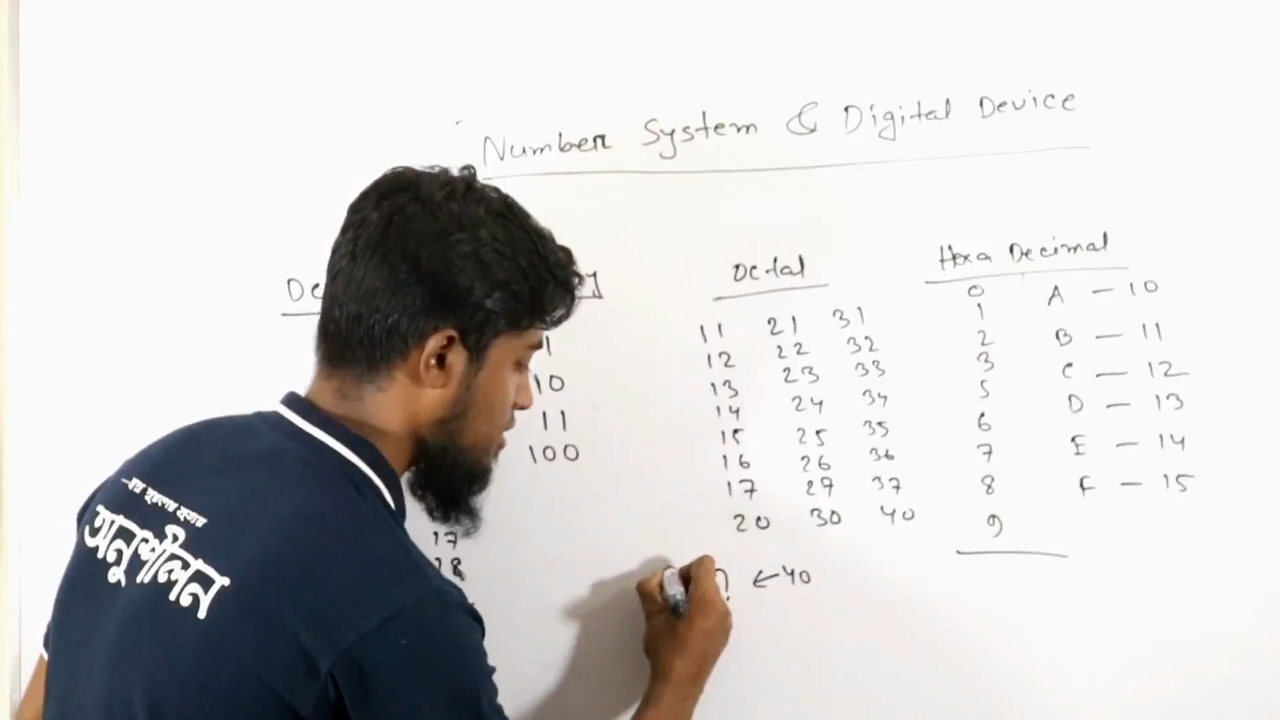 Number System & Digital Device
Octal
Hexa Decimal
11 21 31
12 22 32
13 23 33
14 24 34
15 25 35
16 26 36
17 27 37
20 30 40
← 40
0
1
2
3
5
6
7
8
9
A — 10
B — 11
C — 12
D — 13
E — 14
F — 15
1
10
11
100
17
18
অনুশীলন